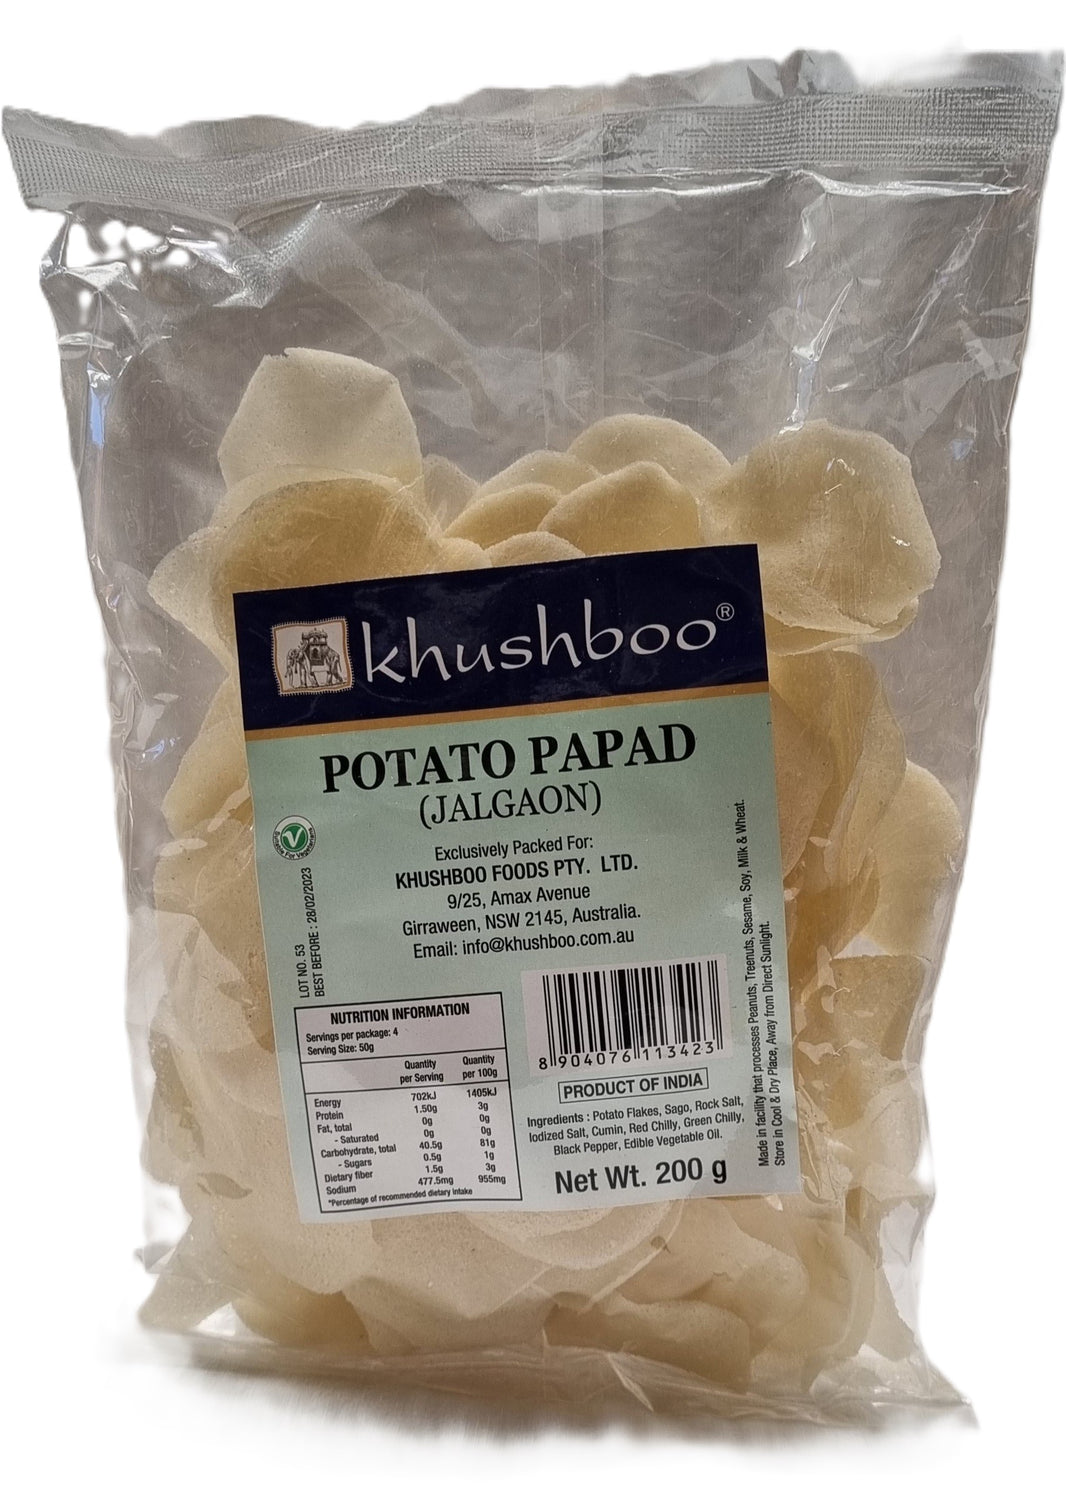 khushboo®
POTATO PAPAD
(JALGAON)
V
Suitable For Vegetarians
Exclusively Packed For:
KHUSHBOO FOODS PTY. LTD.
9/25, Amax Avenue
Girraween, NSW 2145, Australia.
Email: info@khushboo.com.au
LOT NO. 53
BEST BEFORE : 28/02/2023
NUTRITION INFORMATION
Servings per package: 4
Serving Size: 50g
Quantity per Serving Quantity per 100g
Energy 702kJ 1405kJ
Protein 1.50g 3g
Fat, total 0g 0g
- Saturated 0g 0g
Carbohydrate, total 40.5g 81g
- Sugars 0.5g 1g
Dietary fiber 1.5g 3g
Sodium 477.5mg 955mg
*Percentage of recommended dietary intake
8 904076 113423
PRODUCT OF INDIA
Ingredients : Potato Flakes, Sago, Rock Salt,
Iodized Salt, Cumin, Red Chilly, Green Chilly,
Black Pepper, Edible Vegetable Oil.
Net Wt. 200 g
Made in facility that processes Peanuts, Treenuts, Sesame, Soy, Milk & Wheat.
Store in Cool & Dry Place, Away from Direct Sunlight.